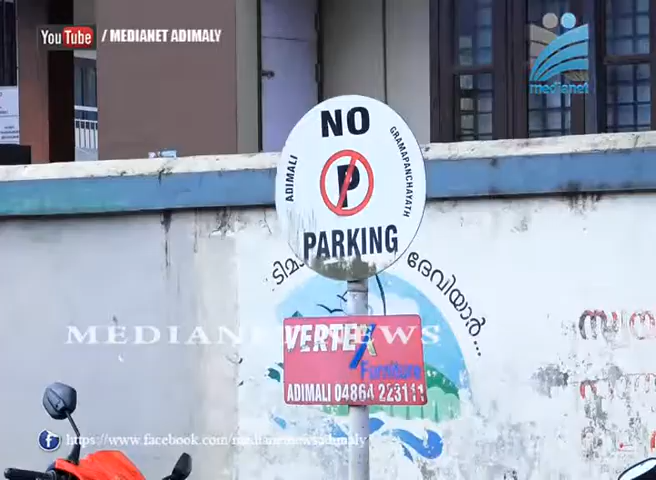 YouTube / MEDIANET ADIMALY
medianet
NO
ADIMALI
GRAMAPANCHAYATH
P
PARKING
ദേവിയാർ...
MEDIANET NEWS
VERTEX
Furniture
ADIMALI 04864 223111
f https://www.facebook.com/medianetnewsadimaly